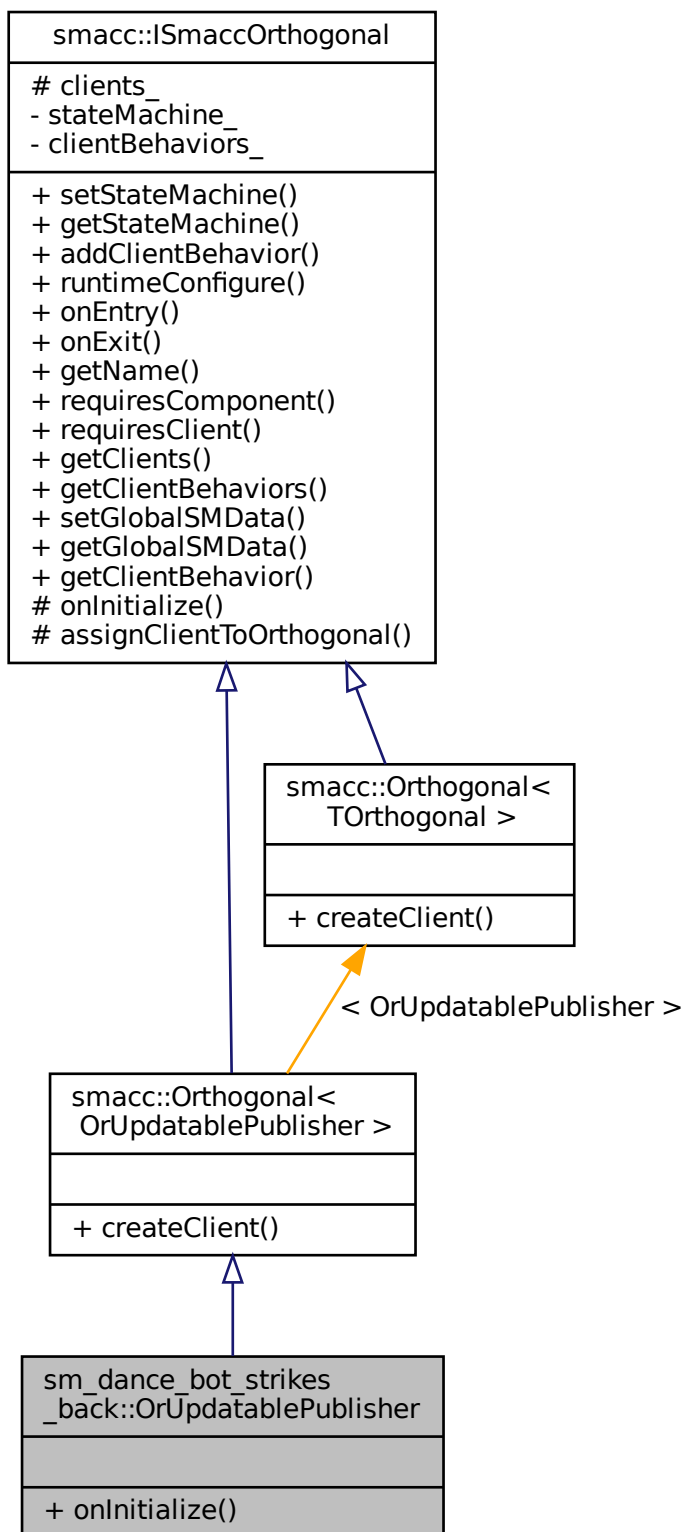 smacc::ISmaccOrthogonal
# clients_
- stateMachine_
- clientBehaviors_
+ setStateMachine()
+ getStateMachine()
+ addClientBehavior()
+ runtimeConfigure()
+ onEntry()
+ onExit()
+ getName()
+ requiresComponent()
+ requiresClient()
+ getClients()
+ getClientBehaviors()
+ setGlobalSMData()
+ getGlobalSMData()
+ getClientBehavior()
# onInitialize()
# assignClientToOrthogonal()
smacc::Orthogonal<
TOrthogonal >
+ createClient()
< OrUpdatablePublisher >
smacc::Orthogonal<
OrUpdatablePublisher >
+ createClient()
sm_dance_bot_strikes
_back::OrUpdatablePublisher
+ onInitialize()